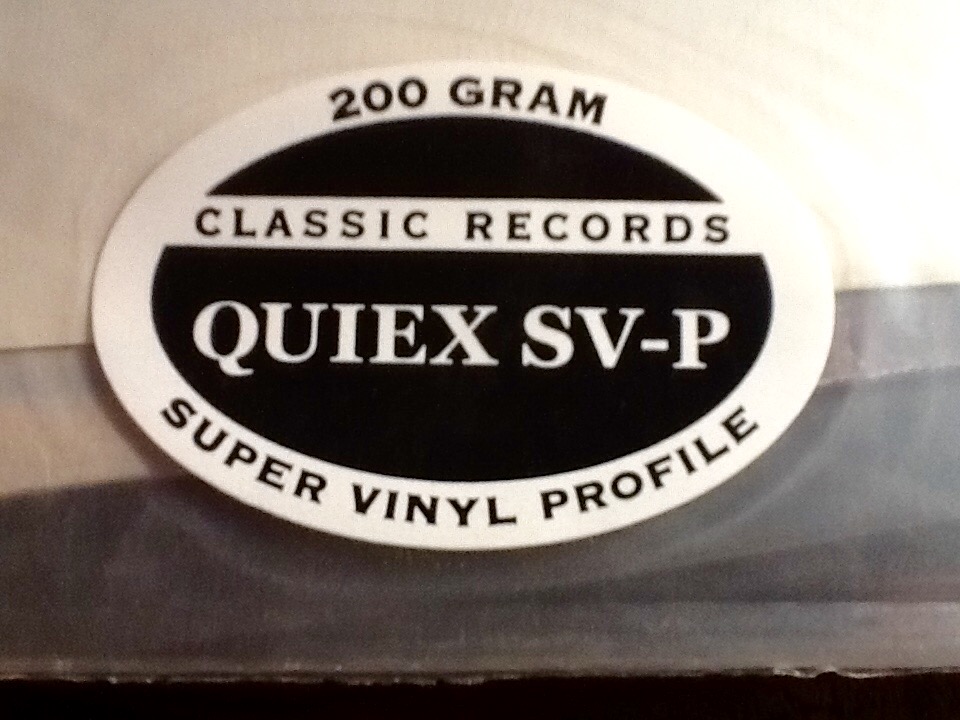 200 GRAM
CLASSIC RECORDS
QUIEX SV-P
SUPER VINYL PROFILE